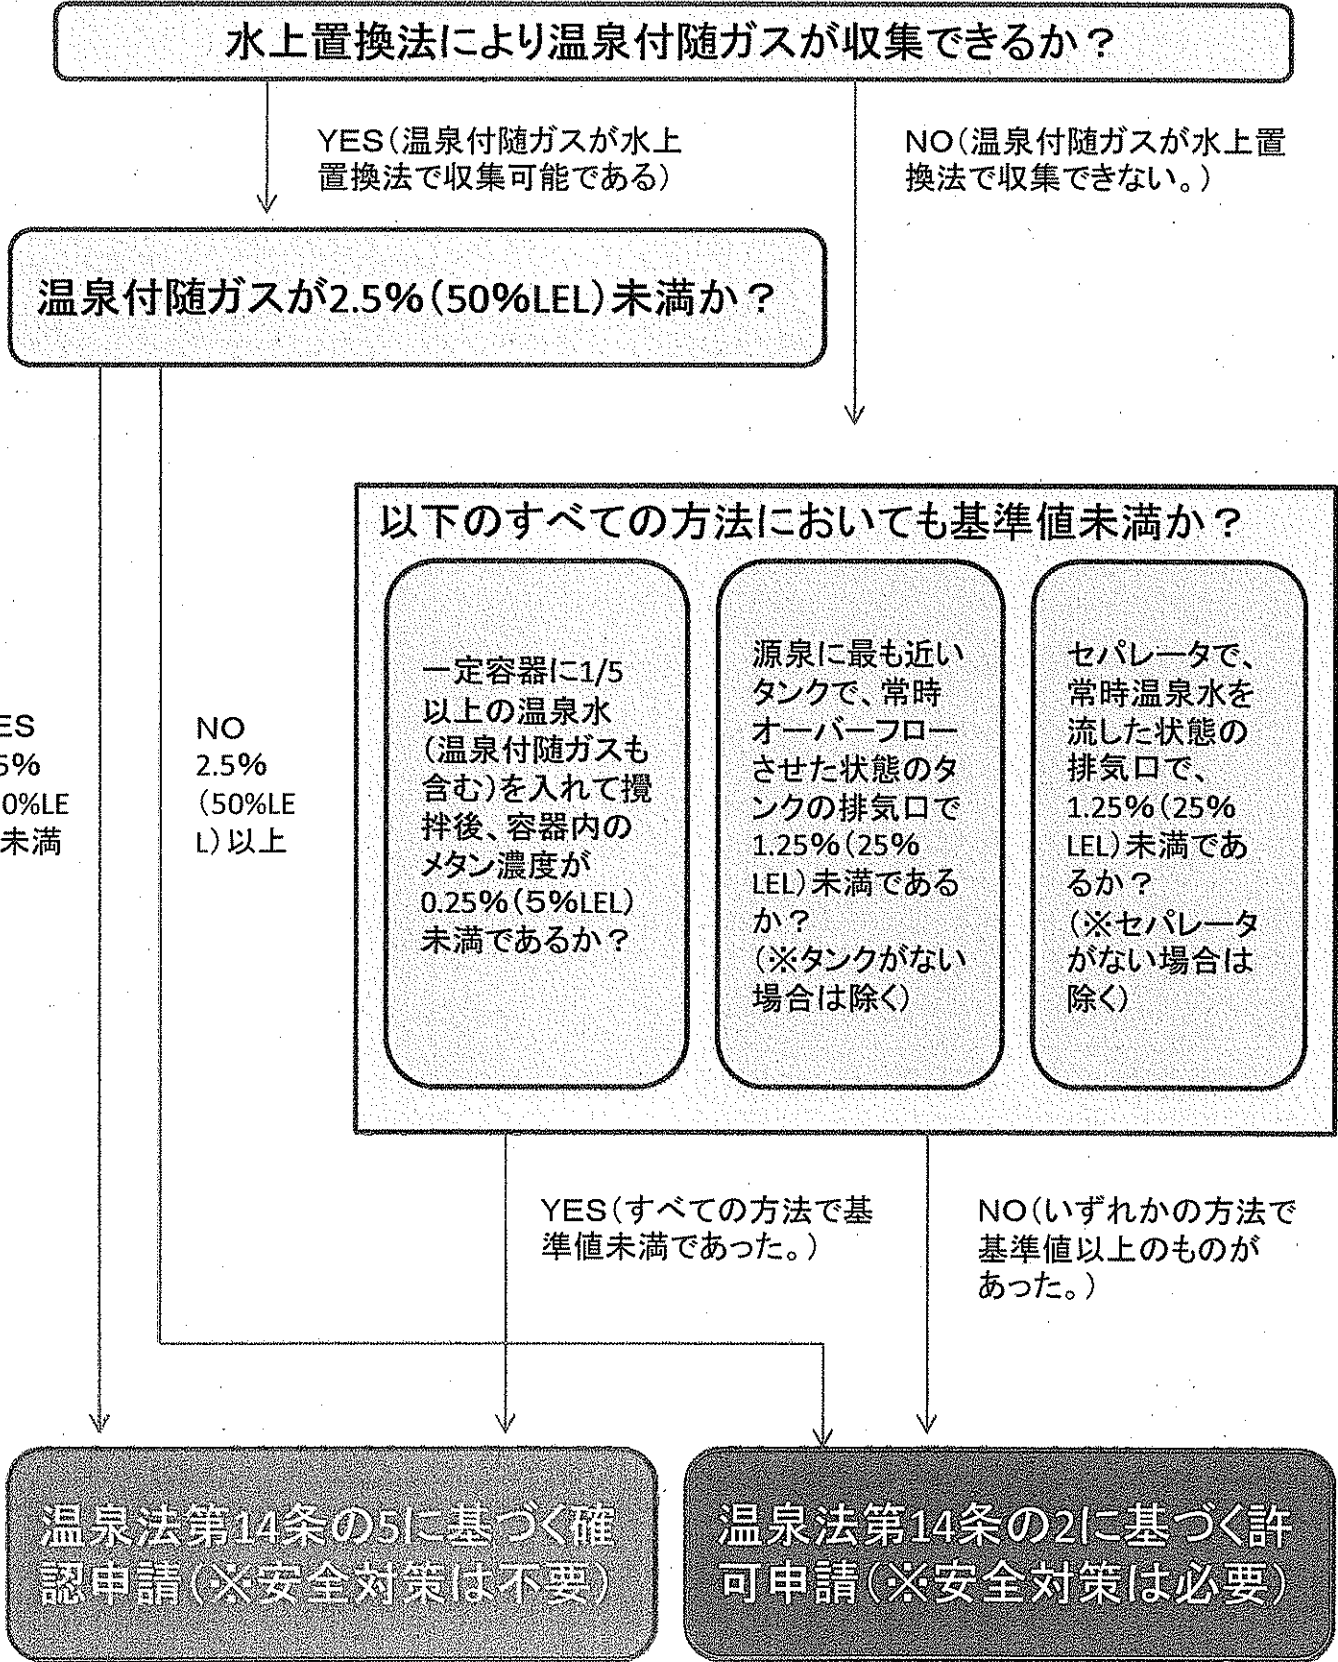 水上置換法により温泉付随ガスが収集できるか？
YES(温泉付随ガスが水上
置換法で収集可能である)
NO(温泉付随ガスが水上置
換法で収集できない。)
温泉付随ガスが2.5%(50%LEL)未満か？
以下のすべての方法においても基準値未満か？
一定容器に1/5
以上の温泉水
(温泉付随ガスも
含む)を入れて攪
拌後、容器内の
メタン濃度が
0.25%(5%LEL)
未満であるか？
源泉に最も近い
タンクで、常時
オーバーフロー
させた状態のタ
ンクの排気口で
1.25%(25%
LEL)未満である
か？
(※タンクがない
場合は除く)
セパレータで、
常時温泉水を
流した状態の
排気口で、
1.25%(25%
LEL)未満であ
るか？
(※セパレータ
がない場合は
除く)
ES
5%
0%LE
未満
NO
2.5%
(50%LE
L)以上
YES(すべての方法で基
準値未満であった。)
NO(いずれかの方法で
基準値以上のものが
あった。)
温泉法第14条の5に基づく確
認申請(※安全対策は不要)
温泉法第14条の2に基づく許
可申請(※安全対策は必要)